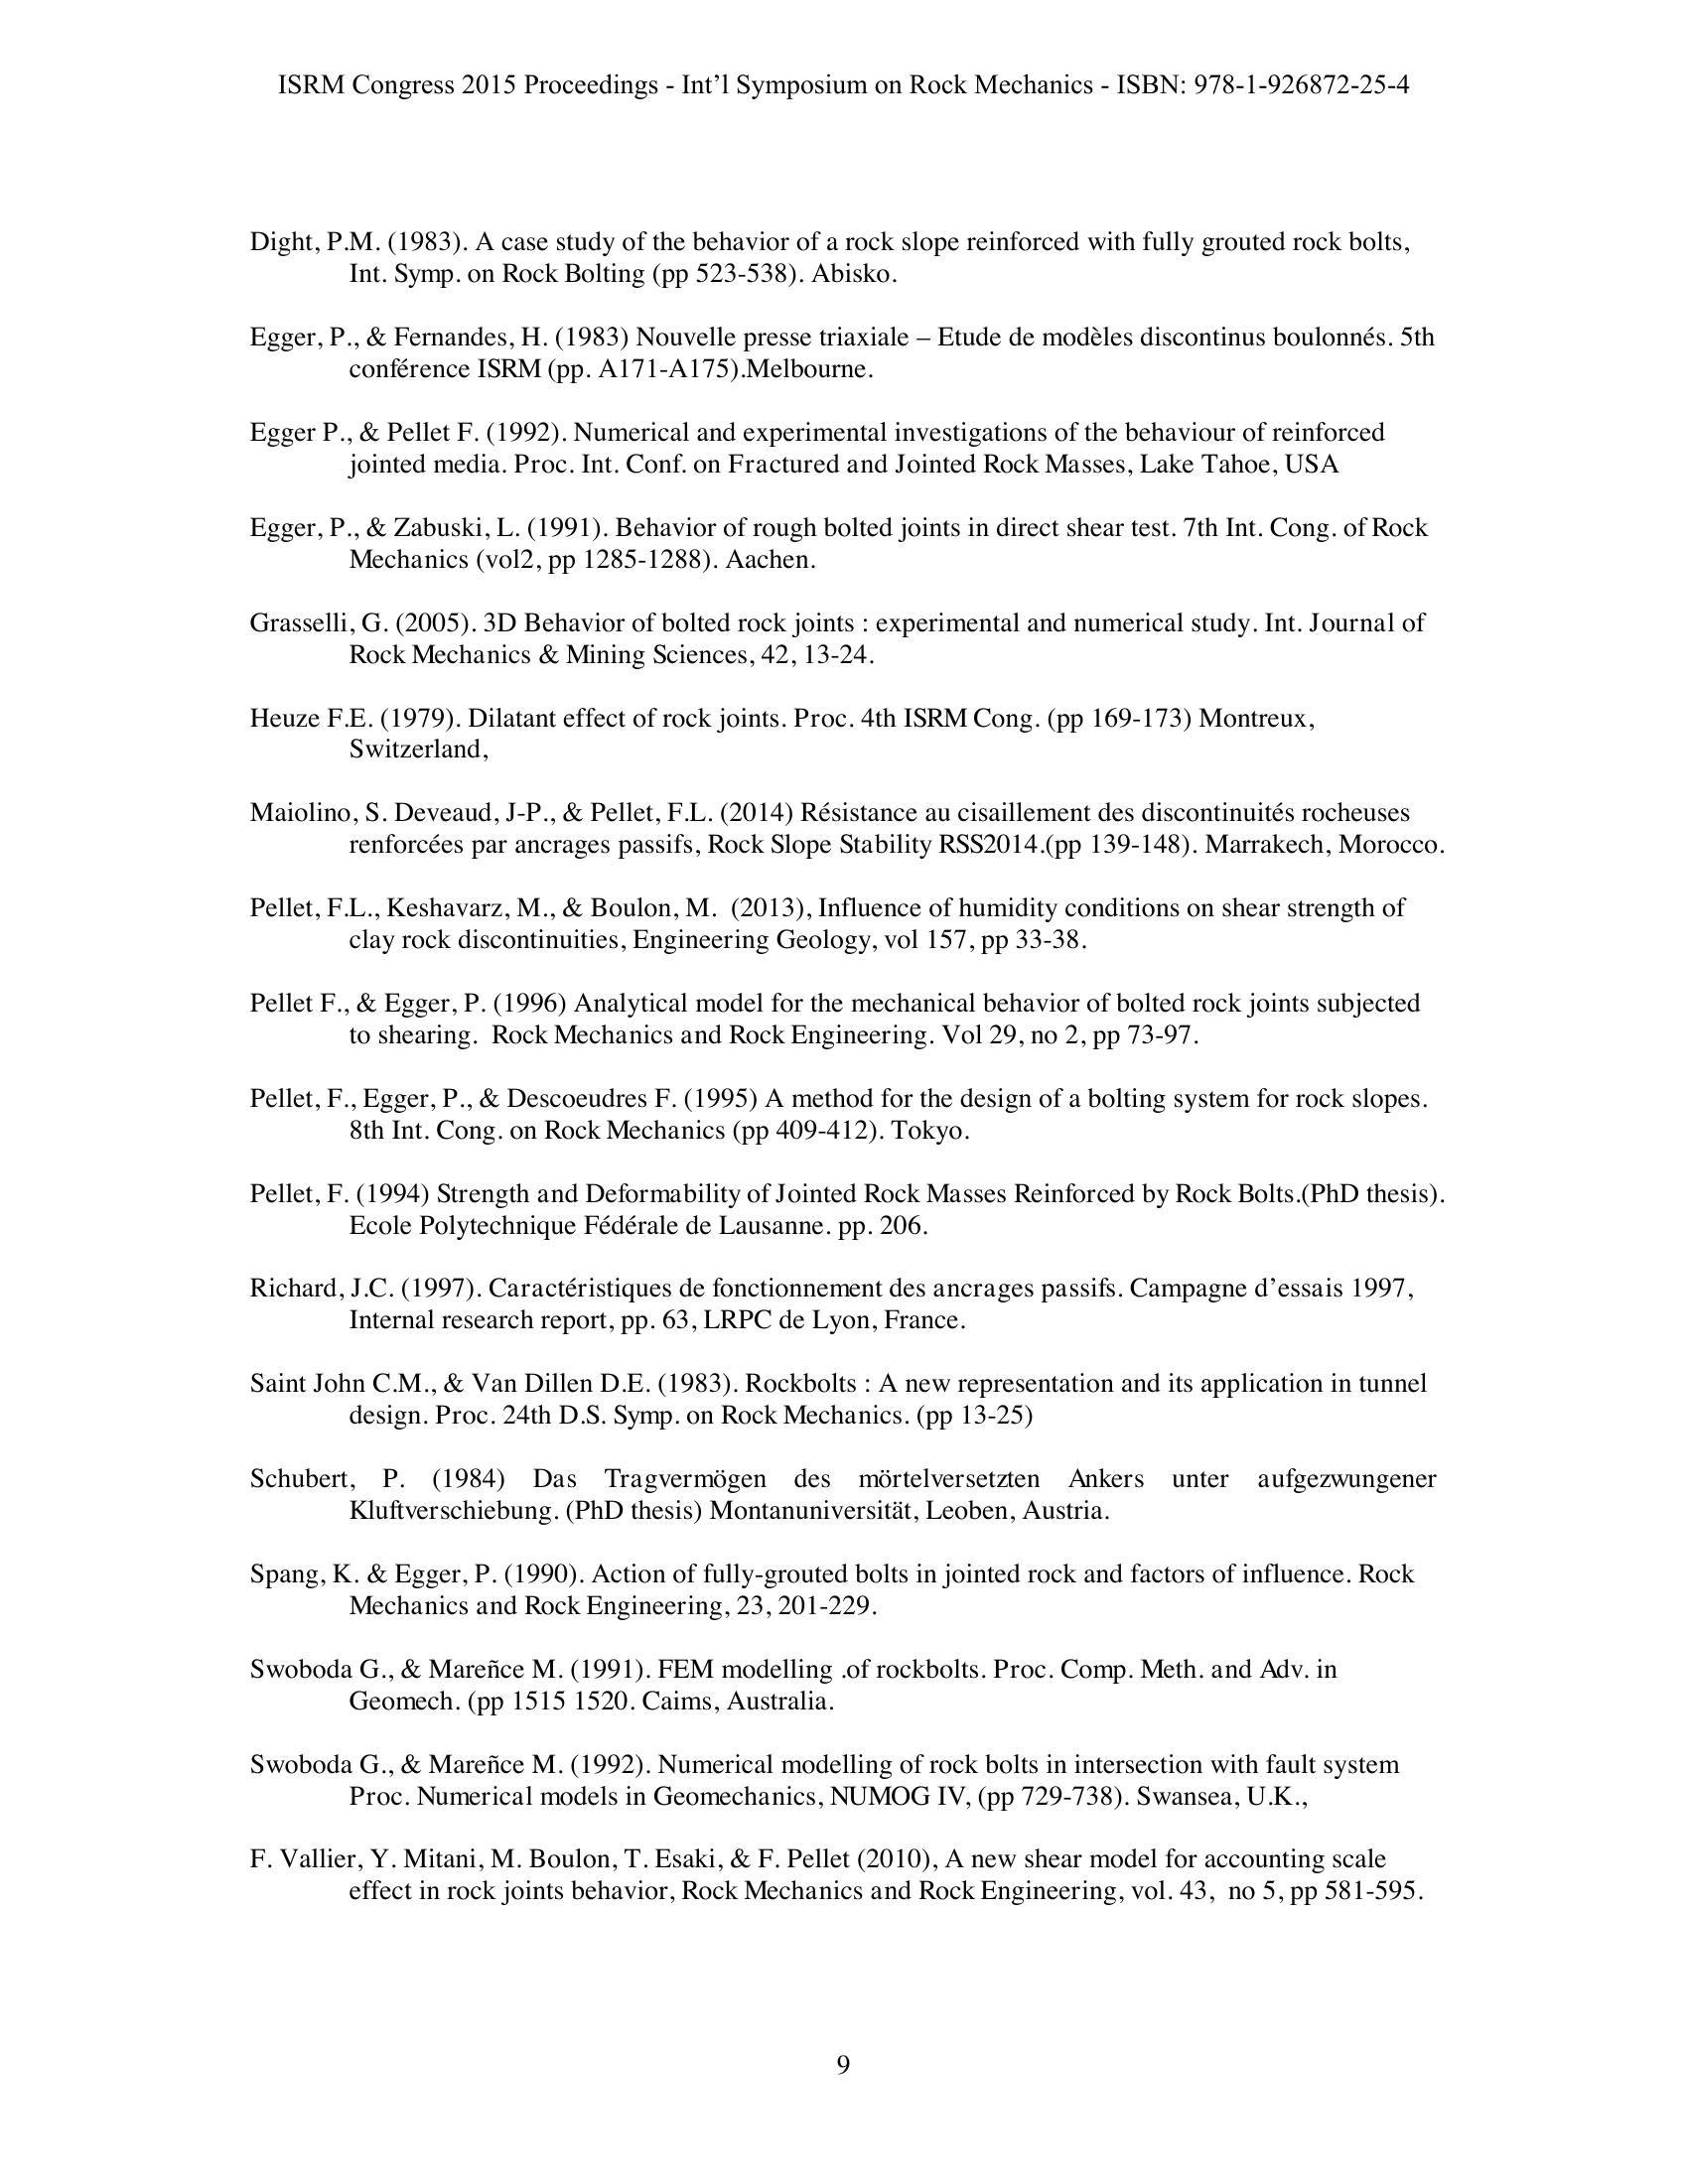 ISRM Congress 2015 Proceedings - Int’l Symposium on Rock Mechanics - ISBN: 978-1-926872-25-4
Dight, P.M. (1983). A case study of the behavior of a rock slope reinforced with fully grouted rock bolts,
Int. Symp. on Rock Bolting (pp 523-538). Abisko.
Egger, P., & Fernandes, H. (1983) Nouvelle presse triaxiale – Etude de modèles discontinus boulonnés. 5th
conférence ISRM (pp. A171-A175).Melbourne.
Egger P., & Pellet F. (1992). Numerical and experimental investigations of the behaviour of reinforced
jointed media. Proc. Int. Conf. on Fractured and Jointed Rock Masses, Lake Tahoe, USA
Egger, P., & Zabuski, L. (1991). Behavior of rough bolted joints in direct shear test. 7th Int. Cong. of Rock
Mechanics (vol2, pp 1285-1288). Aachen.
Grasselli, G. (2005). 3D Behavior of bolted rock joints : experimental and numerical study. Int. Journal of
Rock Mechanics & Mining Sciences, 42, 13-24.
Heuze F.E. (1979). Dilatant effect of rock joints. Proc. 4th ISRM Cong. (pp 169-173) Montreux,
Switzerland,
Maiolino, S. Deveaud, J-P., & Pellet, F.L. (2014) Résistance au cisaillement des discontinuités rocheuses
renforcées par ancrages passifs, Rock Slope Stability RSS2014.(pp 139-148). Marrakech, Morocco.
Pellet, F.L., Keshavarz, M., & Boulon, M.  (2013), Influence of humidity conditions on shear strength of
clay rock discontinuities, Engineering Geology, vol 157, pp 33-38.
Pellet F., & Egger, P. (1996) Analytical model for the mechanical behavior of bolted rock joints subjected
to shearing.  Rock Mechanics and Rock Engineering. Vol 29, no 2, pp 73-97.
Pellet, F., Egger, P., & Descoeudres F. (1995) A method for the design of a bolting system for rock slopes.
8th Int. Cong. on Rock Mechanics (pp 409-412). Tokyo.
Pellet, F. (1994) Strength and Deformability of Jointed Rock Masses Reinforced by Rock Bolts.(PhD thesis).
Ecole Polytechnique Fédérale de Lausanne. pp. 206.
Richard, J.C. (1997). Caractéristiques de fonctionnement des ancrages passifs. Campagne d’essais 1997,
Internal research report, pp. 63, LRPC de Lyon, France.
Saint John C.M., & Van Dillen D.E. (1983). Rockbolts : A new representation and its application in tunnel
design. Proc. 24th D.S. Symp. on Rock Mechanics. (pp 13-25)
Schubert, P. (1984) Das Tragvermögen des mörtelversetzten Ankers unter aufgezwungener
Kluftverschiebung. (PhD thesis) Montanuniversität, Leoben, Austria.
Spang, K. & Egger, P. (1990). Action of fully-grouted bolts in jointed rock and factors of influence. Rock
Mechanics and Rock Engineering, 23, 201-229.
Swoboda G., & Mareñce M. (1991). FEM modelling .of rockbolts. Proc. Comp. Meth. and Adv. in
Geomech. (pp 1515 1520. Caims, Australia.
Swoboda G., & Mareñce M. (1992). Numerical modelling of rock bolts in intersection with fault system
Proc. Numerical models in Geomechanics, NUMOG IV, (pp 729-738). Swansea, U.K.,
F. Vallier, Y. Mitani, M. Boulon, T. Esaki, & F. Pellet (2010), A new shear model for accounting scale
effect in rock joints behavior, Rock Mechanics and Rock Engineering, vol. 43,  no 5, pp 581-595.
9